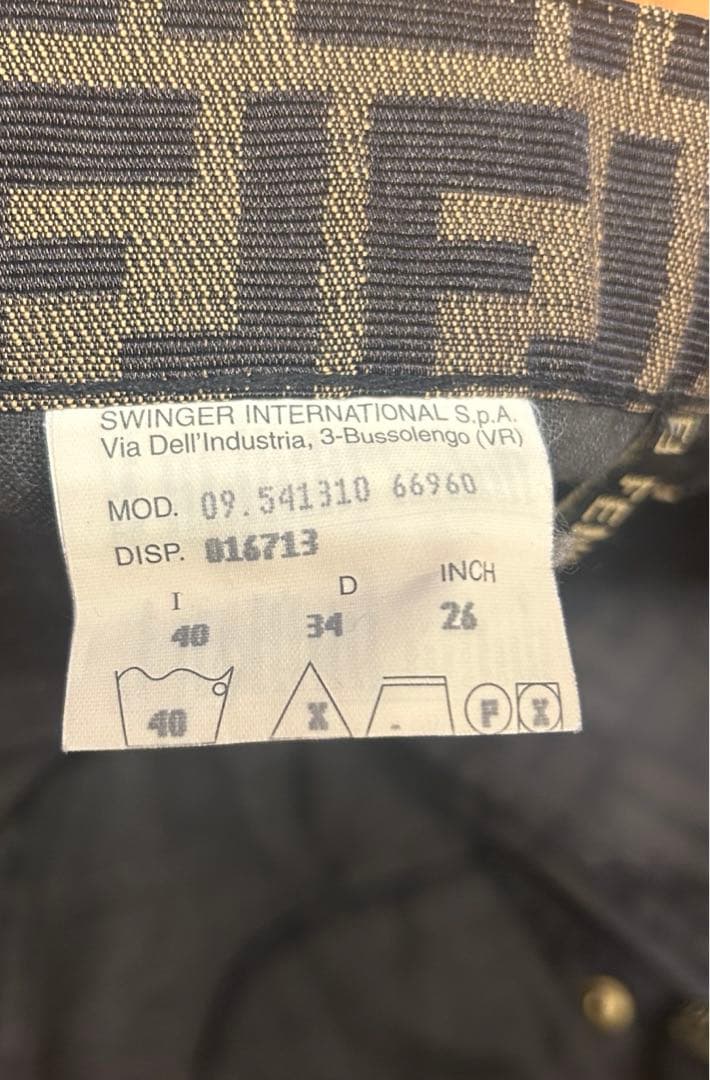 SWINGER INTERNATIONAL S.p.A.
Via Dell'Industria, 3-Bussolengo (VR)
MOD. 09.541310 66960
DISP. 016713
I D INCH
40 34 26
40 X F X